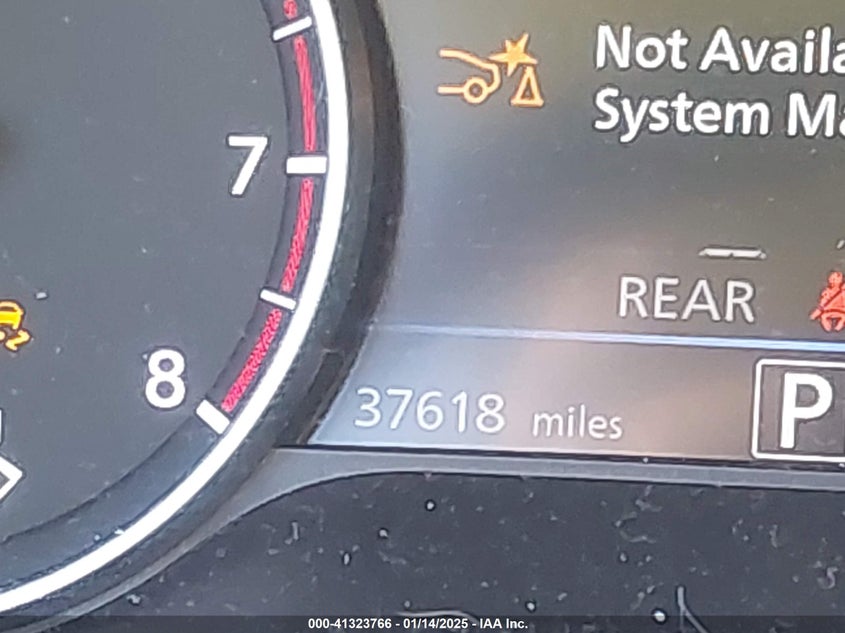 Not Availa
System Ma
7
REAR
8
37618 miles
P
000-41323766 - 01/14/2025 - IAA Inc.